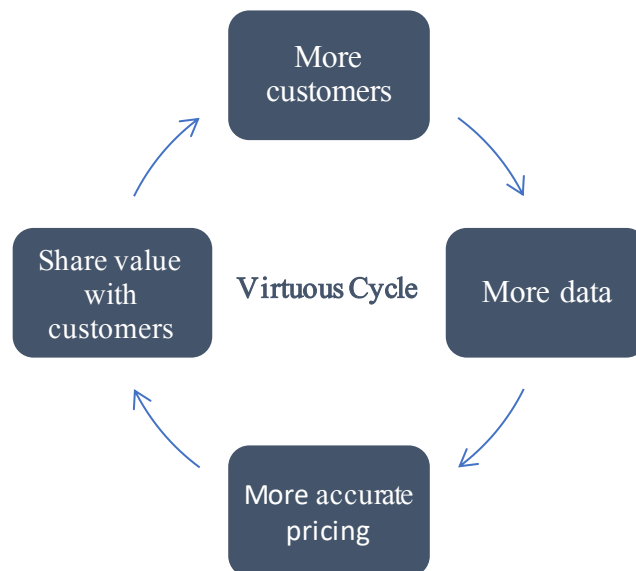 More
customers
Share value
with
customers
Virtuous Cycle
More data
More accurate
pricing